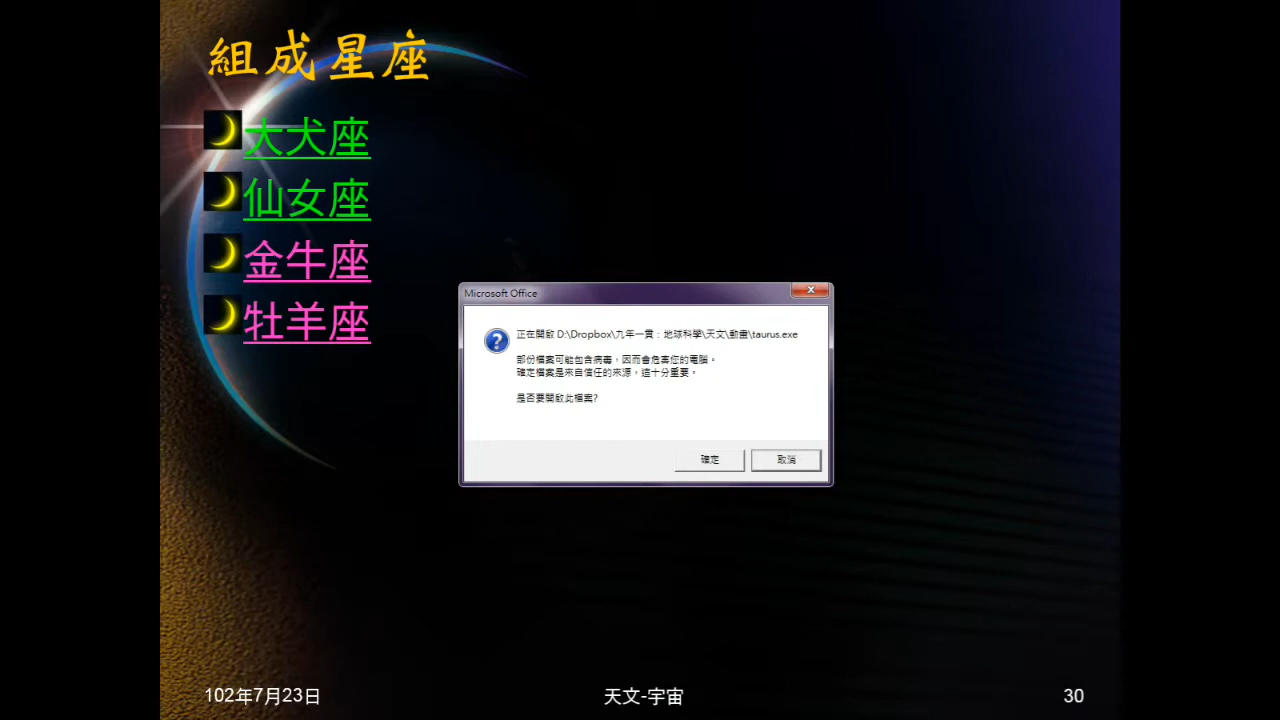 組成星座
大犬座
仙女座
金牛座
牡羊座
Microsoft Office
正在開啟 D:\Dropbox\九年一貫：地球科學\天文\動畫\taurus.exe
部份檔案可能包含病毒，因而會危害您的電腦。
確定檔案是來自信任的來源，這十分重要。
是否要開啟此檔案?
確定
取消
102年7月23日
天文-宇宙
30